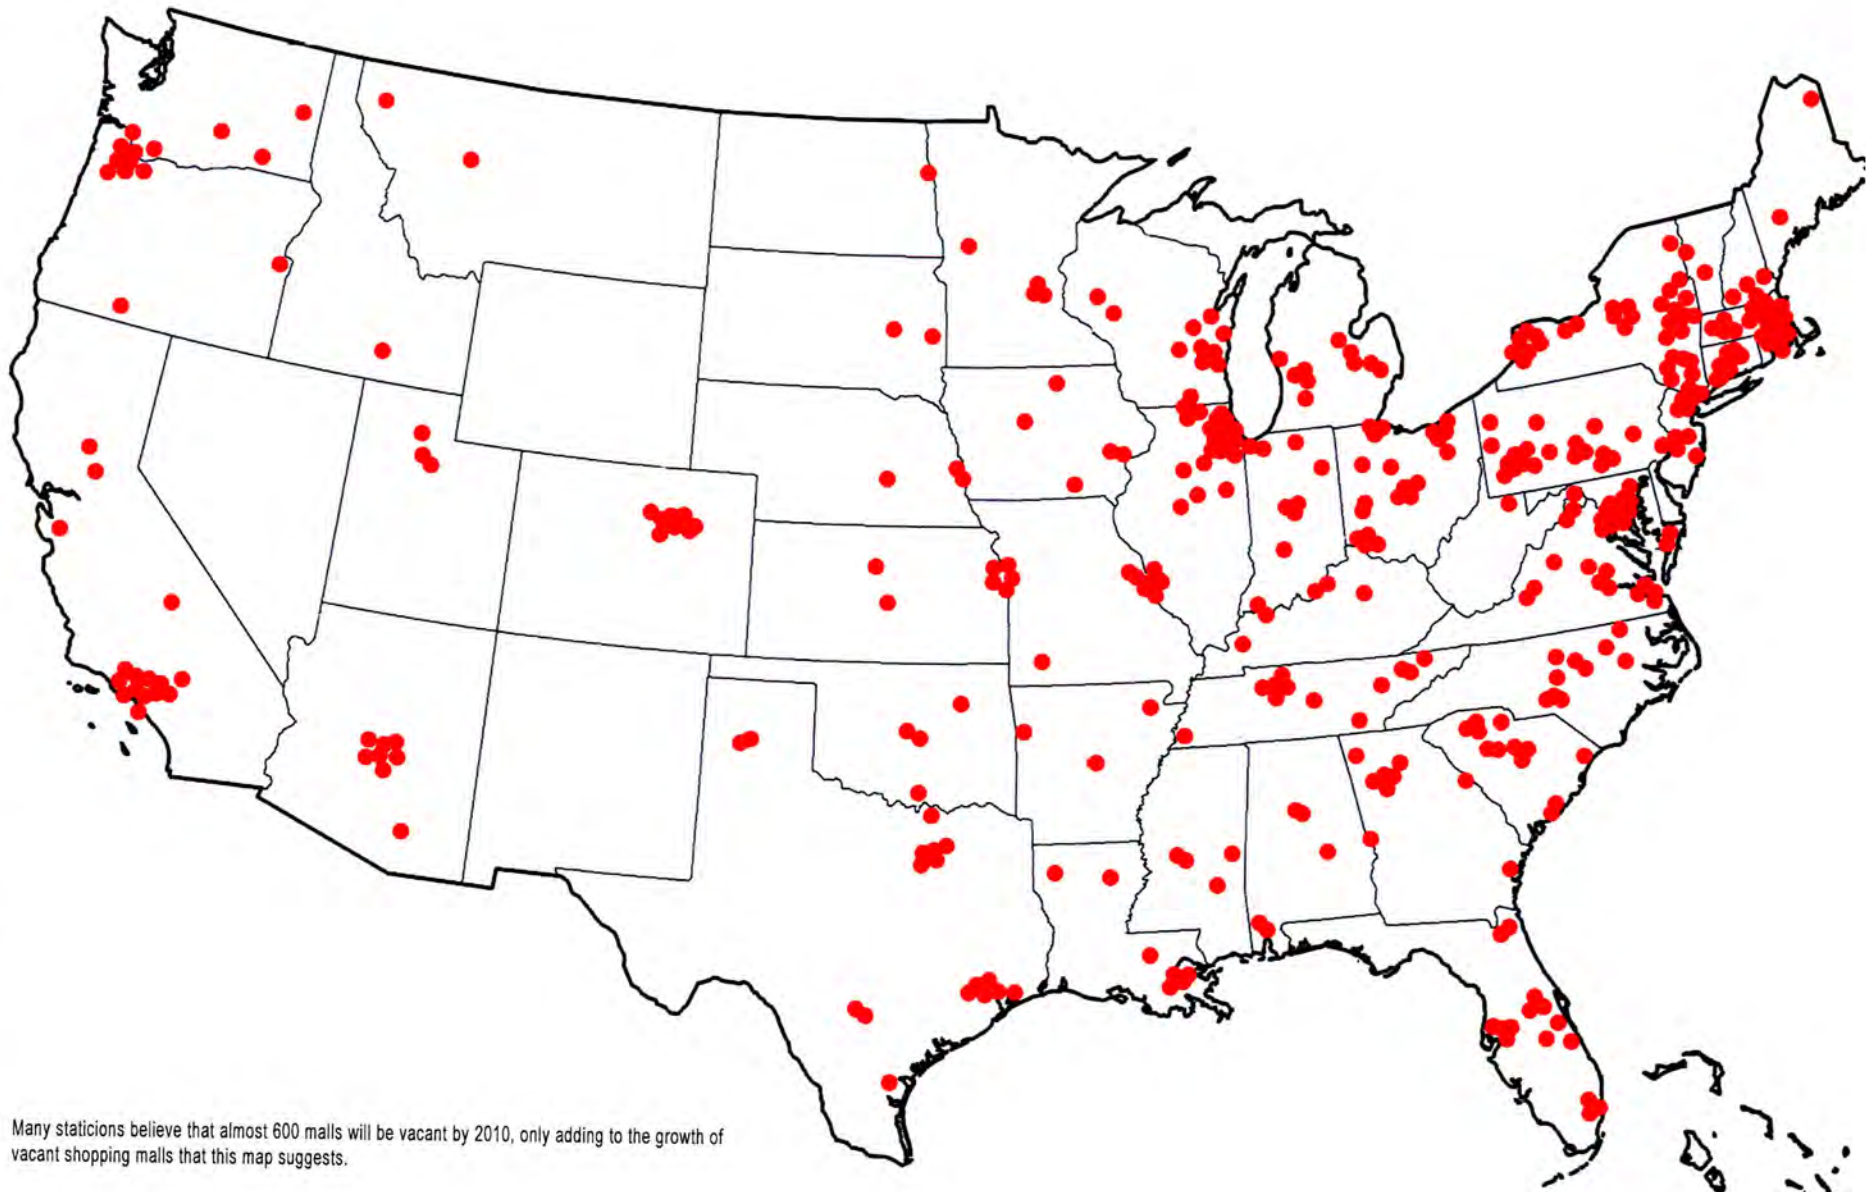 Many staticions believe that almost 600 malls will be vacant by 2010, only adding to the growth of
vacant shopping malls that this map suggests.